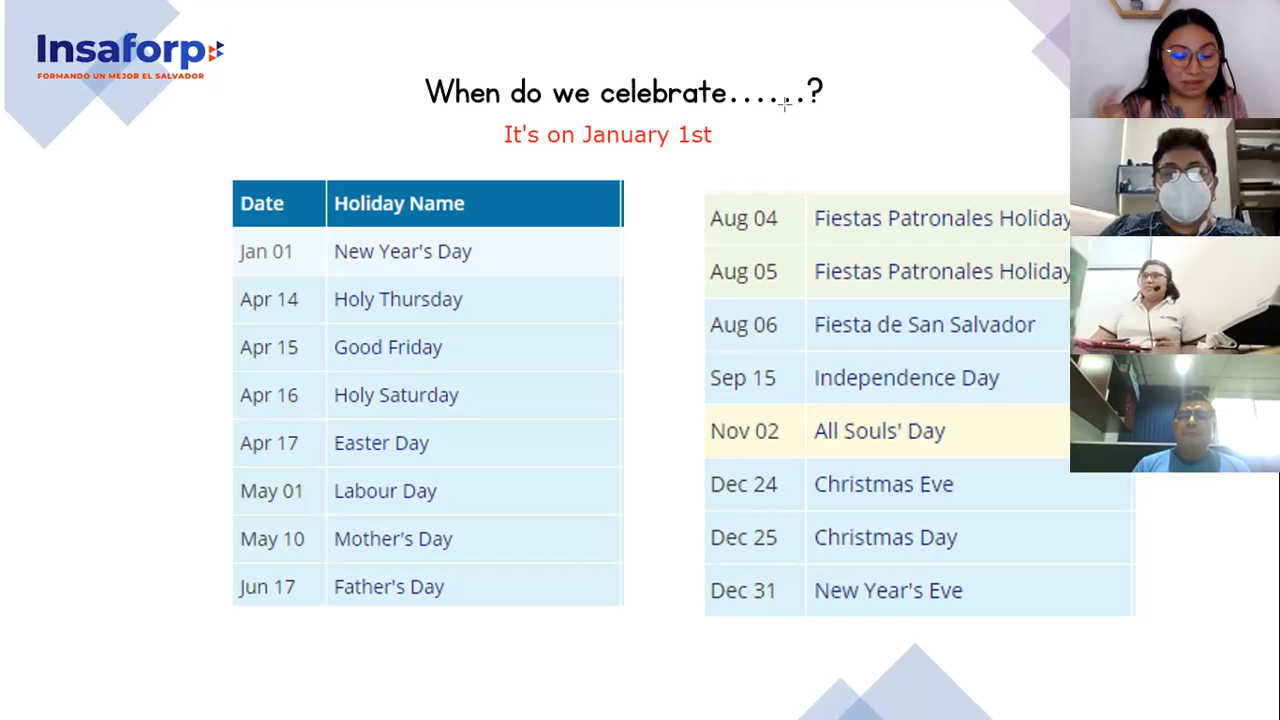 Insaforp
FORMANDO UN MEJOR EL SALVADOR
When do we celebrate......?
It's on January 1st
Date Holiday Name
Jan 01 New Year's Day
Apr 14 Holy Thursday
Apr 15 Good Friday
Apr 16 Holy Saturday
Apr 17 Easter Day
May 01 Labour Day
May 10 Mother's Day
Jun 17 Father's Day
Aug 04 Fiestas Patronales Holiday
Aug 05 Fiestas Patronales Holiday
Aug 06 Fiesta de San Salvador
Sep 15 Independence Day
Nov 02 All Souls' Day
Dec 24 Christmas Eve
Dec 25 Christmas Day
Dec 31 New Year's Eve